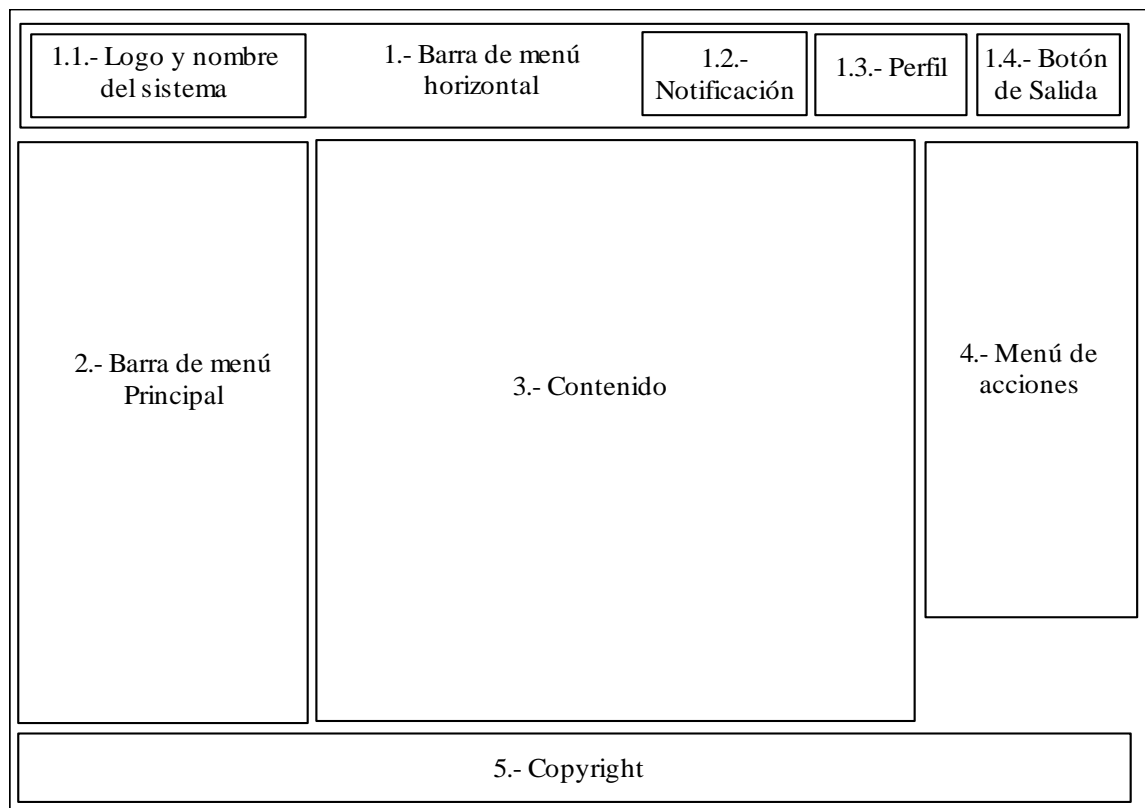 1.1.- Logo y nombre
del sistema
1.- Barra de menú
horizontal
1.2.-
Notificación
1.3.- Perfil
1.4.- Botón
de Salida
2.- Barra de menú
Principal
3.- Contenido
4.- Menú de
acciones
5.- Copyright